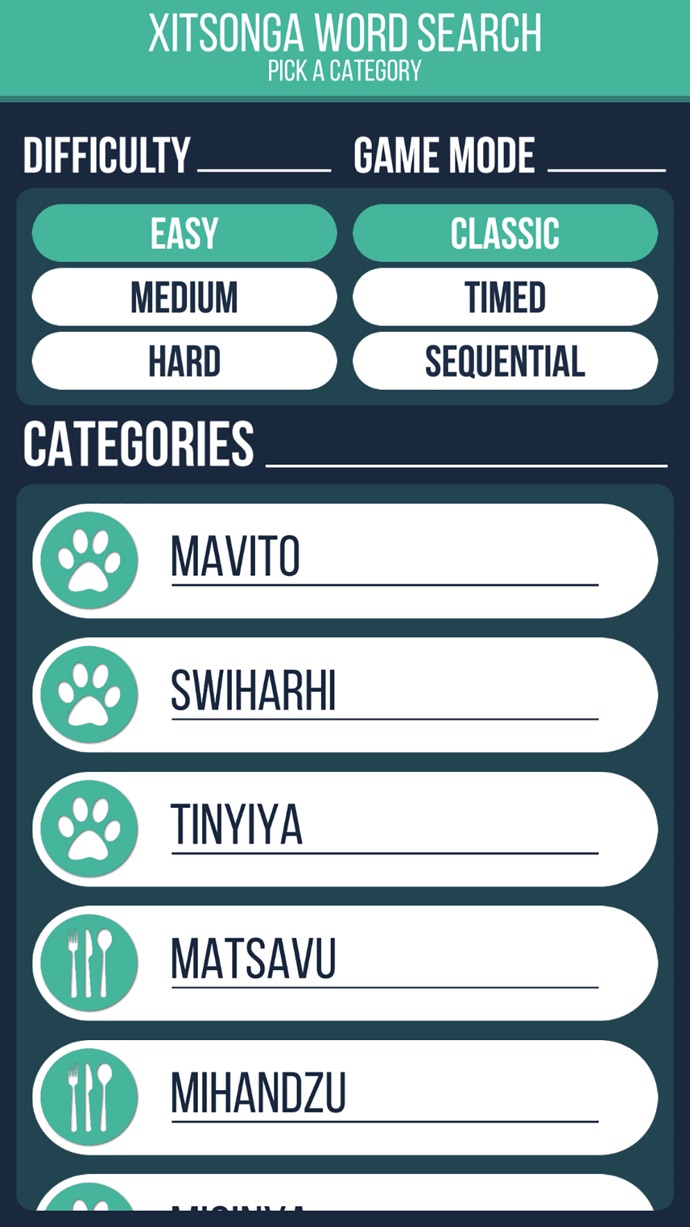 XITSONGA WORD SEARCH
PICK A CATEGORY
DIFFICULTY
GAME MODE
EASY
CLASSIC
MEDIUM
TIMED
HARD
SEQUENTIAL
CATEGORIES
MAVITO
SWIHARHI
TINYIYA
MATSAVU
MIHANDZU